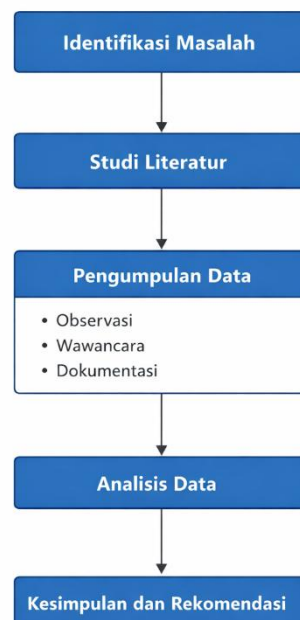 Identifikasi Masalah
Studi Literatur
Pengumpulan Data
• Observasi
• Wawancara
• Dokumentasi
Analisis Data
Kesimpulan dan Rekomendasi